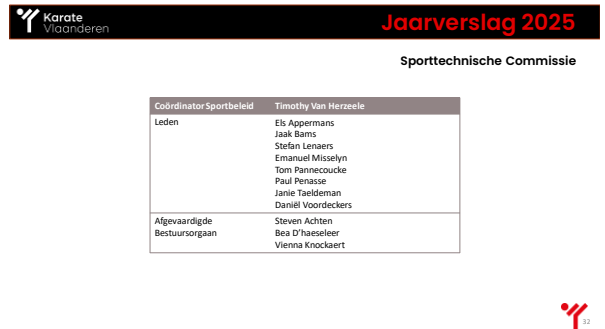 Karate
Vlaanderen
Jaarverslag 2025
Sporttechnische Commissie
Coördinator Sportbeleid Timothy Van Herzeele
Leden Els Appermans
Jaak Bams
Stefan Lenaers
Emanuel Misselyn
Tom Pannecoucke
Paul Penasse
Janie Taeldeman
Daniël Voordeckers
Afgevaardigde Steven Achten
Bestuursorgaan Bea D'haeseleer
Vienna Knockaert
32